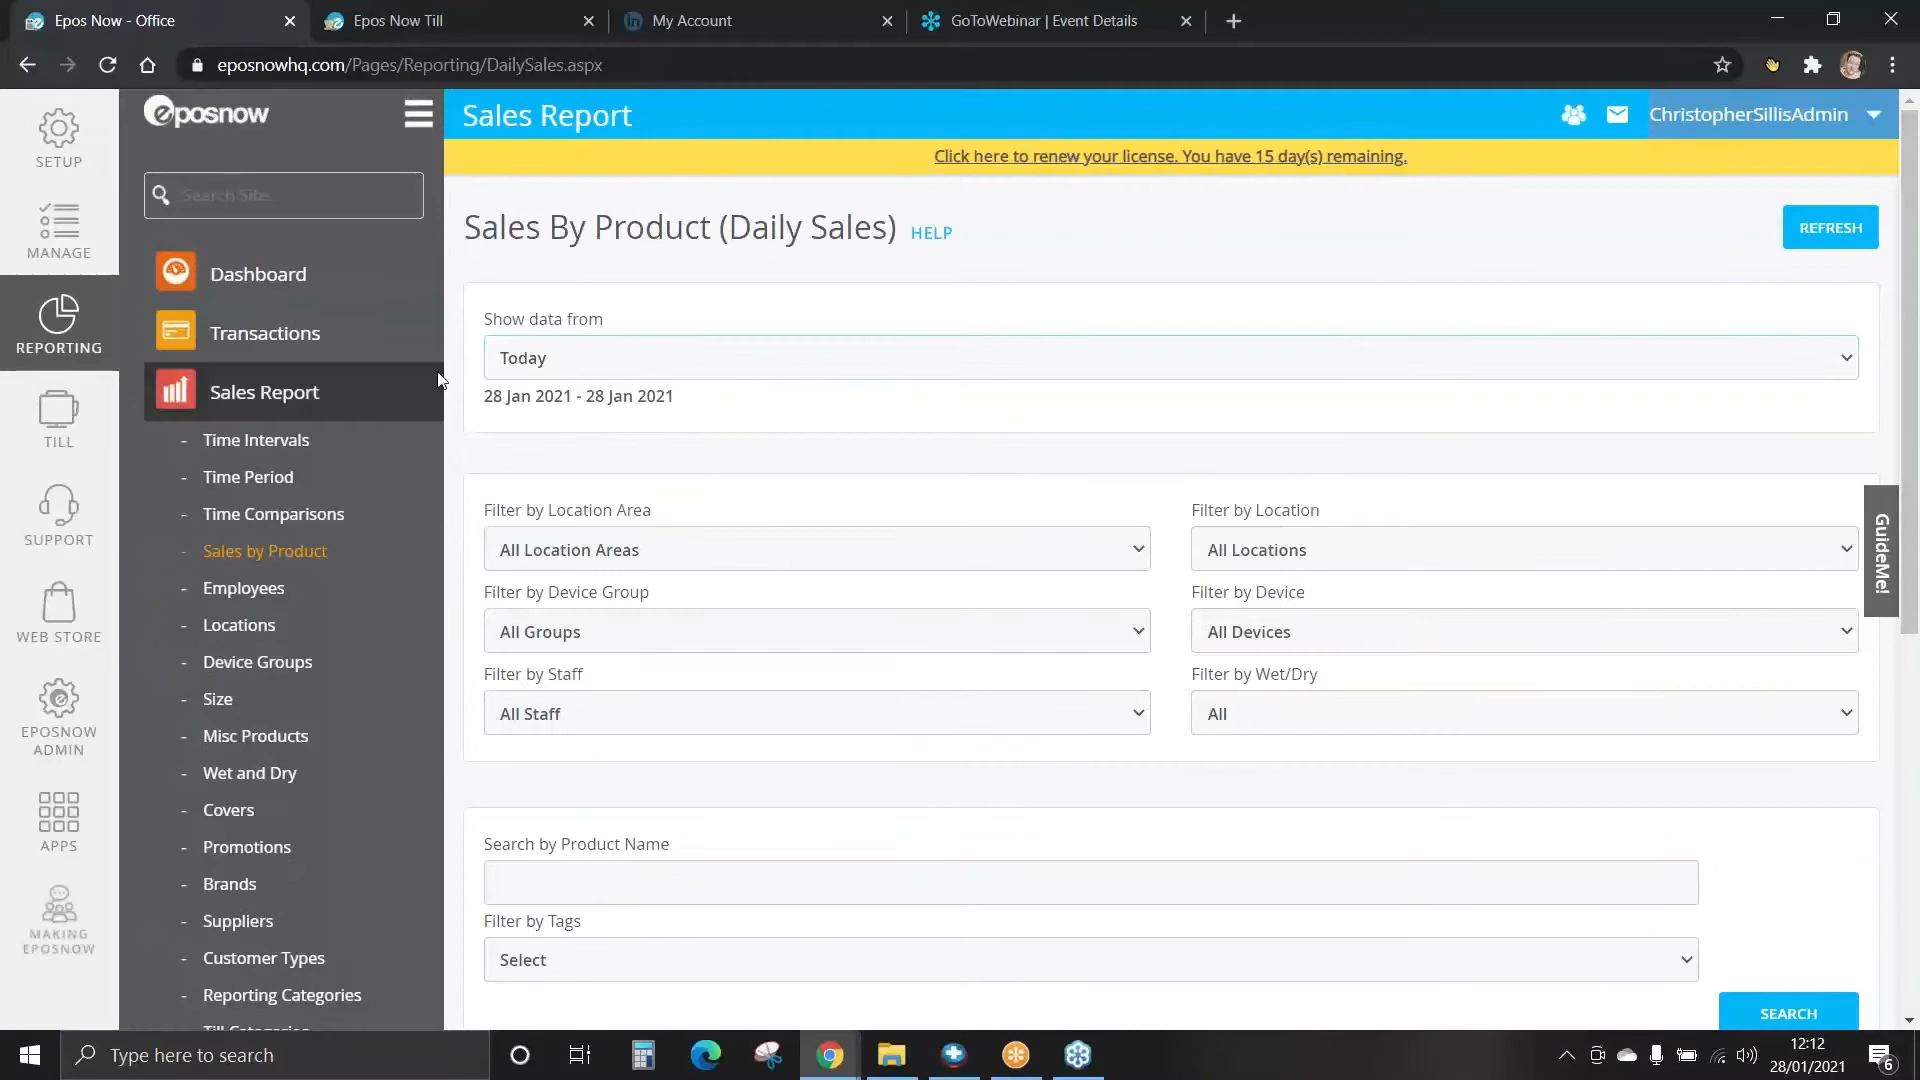 Epos Now - Office
Epos Now Till
My Account
GoToWebinar | Event Details
eposnowhq.com/Pages/Reporting/DailySales.aspx
SETUP
MANAGE
REPORTING
TILL
SUPPORT
WEB STORE
EPOSNOW
ADMIN
APPS
MAKING
EPOSNOW
eposnow
Search Site...
Dashboard
Transactions
Sales Report
- Time Intervals
- Time Period
- Time Comparisons
- Sales by Product
- Employees
- Locations
- Device Groups
- Size
- Misc Products
- Wet and Dry
- Covers
- Promotions
- Brands
- Suppliers
- Customer Types
- Reporting Categories
Till Categories
Sales Report
ChristopherSillisAdmin
Click here to renew your license. You have 15 day(s) remaining.
Sales By Product (Daily Sales) HELP
REFRESH
Show data from
Today
28 Jan 2021 - 28 Jan 2021
Filter by Location Area
All Location Areas
Filter by Location
All Locations
Filter by Device Group
All Groups
Filter by Device
All Devices
Filter by Staff
All Staff
Filter by Wet/Dry
All
Search by Product Name
Filter by Tags
Select
SEARCH
GuideMe!
Type here to search
12:12
28/01/2021
6